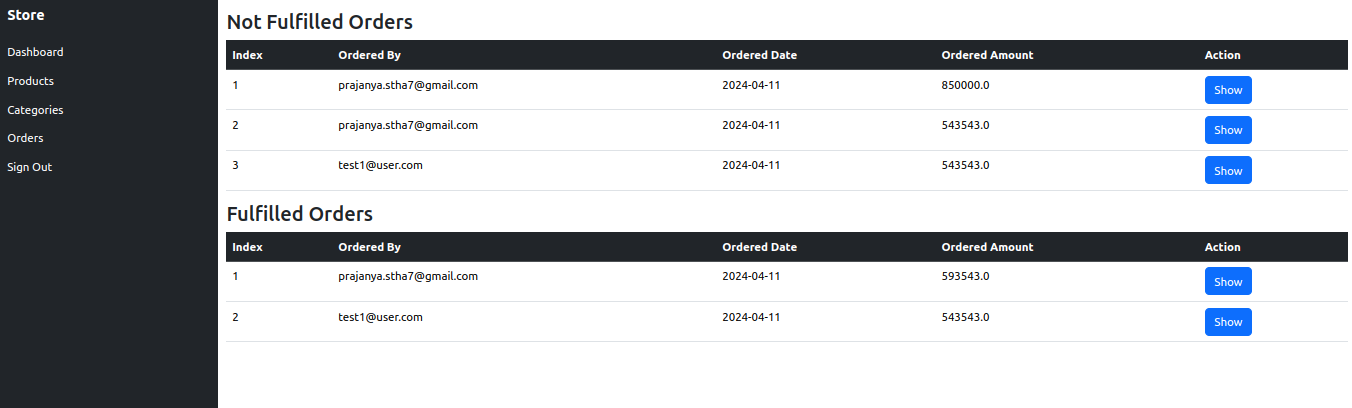 Store
Dashboard
Products
Categories
Orders
Sign Out
Not Fulfilled Orders
Index Ordered By Ordered Date Ordered Amount Action
1 prajanya.stha7@gmail.com 2024-04-11 850000.0 Show
2 prajanya.stha7@gmail.com 2024-04-11 543543.0 Show
3 test1@user.com 2024-04-11 543543.0 Show
Fulfilled Orders
Index Ordered By Ordered Date Ordered Amount Action
1 prajanya.stha7@gmail.com 2024-04-11 593543.0 Show
2 test1@user.com 2024-04-11 543543.0 Show